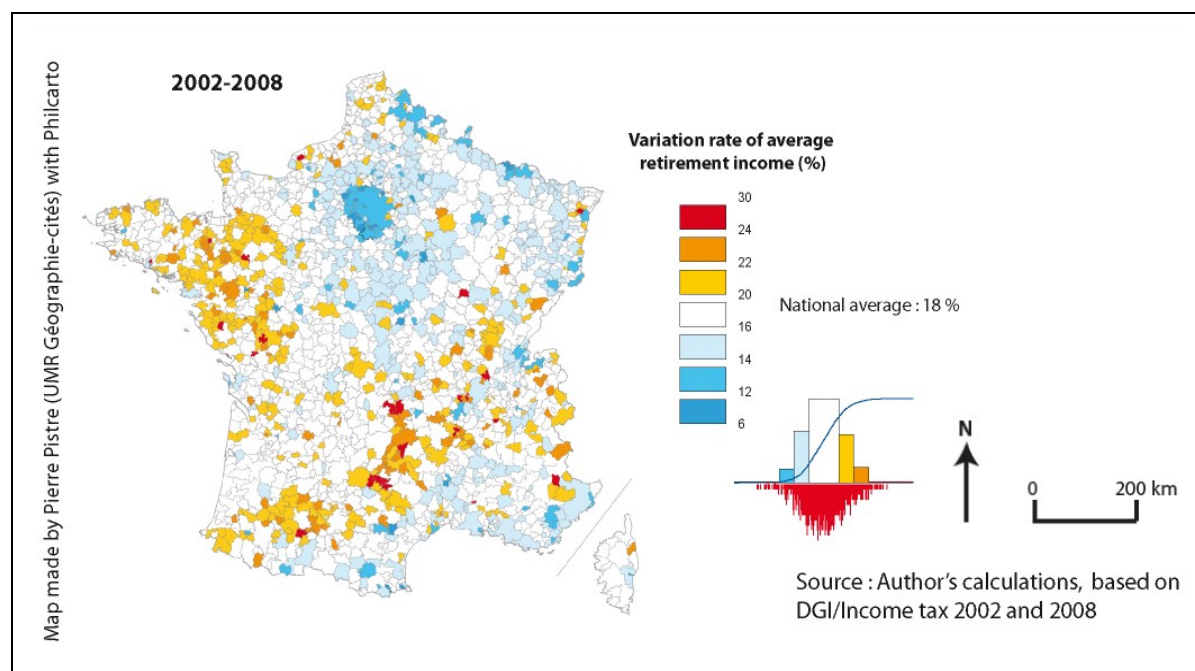 Map made by Pierre Pistre (UMR Géographie-cités) with Philcarto
2002-2008
Variation rate of average
retirement income (%)
30
24
22
20
16
14
12
6
National average : 18 %
N
0 200 km
Source : Author's calculations, based on
DGI/Income tax 2002 and 2008